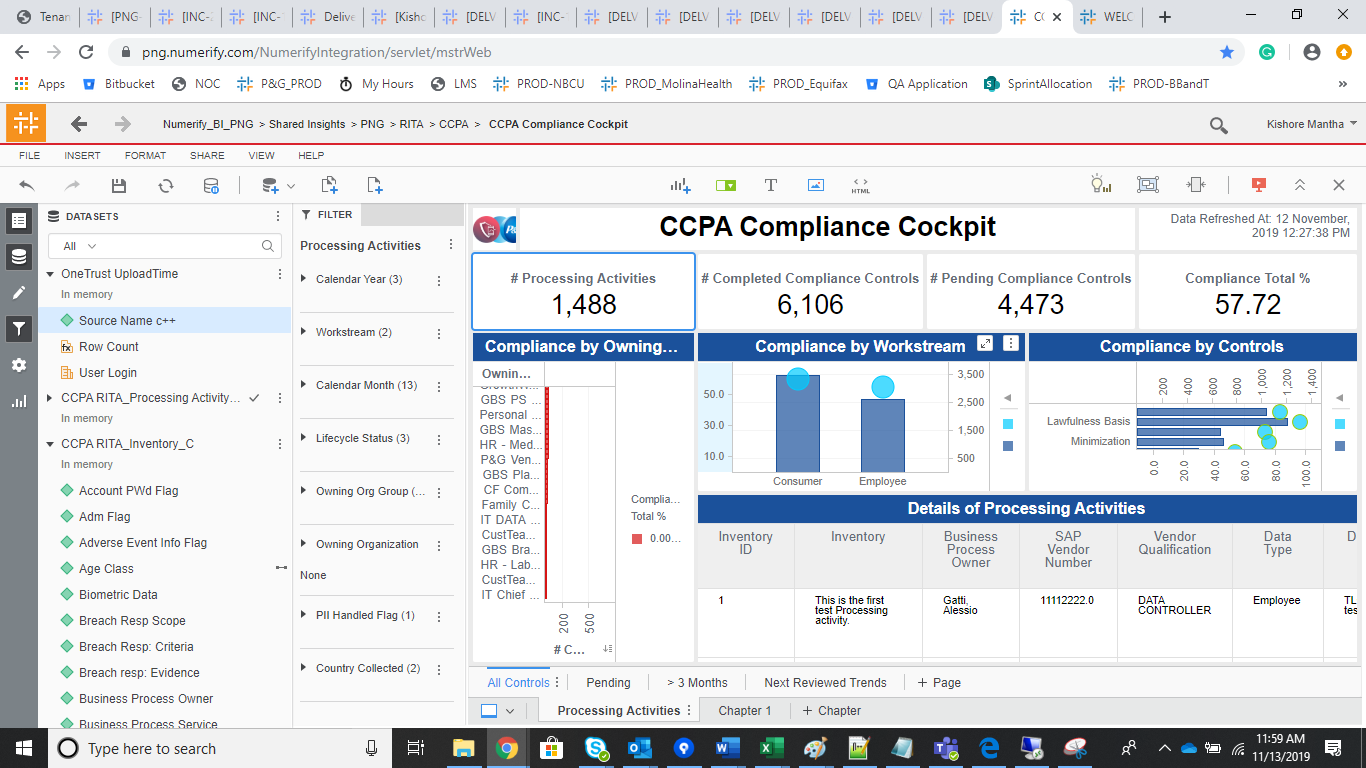 Tenan
[PNG-
[INC-
[INC-
Delive
[Kisho
[DELV
[INC-
[DELV
[DELV
[DELV
[DELV
[DELV
[DELV
CC
WELC
png.numerify.com/NumerifyIntegration/servlet/mstrWeb
Apps
Bitbucket
NOC
P&G_PROD
My Hours
LMS
PROD-NBCU
PROD_MolinaHealth
PROD_Equifax
QA Application
SprintAllocation
PROD-BBandT
»
Numerify_BI_PNG > Shared Insights > PNG > RITA > CCPA > CCPA Compliance Cockpit
Kishore Mantha
FILE INSERT FORMAT SHARE VIEW HELP
HTML
DATASETS
All
OneTrust UploadTime
In memory
Source Name c++
Row Count
User Login
CCPA RITA_Processing Activity...
In memory
CCPA RITA_Inventory_C
In memory
Account PWd Flag
Adm Flag
Adverse Event Info Flag
Age Class
Biometric Data
Breach Resp Scope
Breach Resp: Criteria
Breach resp: Evidence
Business Process Owner
Business Process Service
FILTER
Processing Activities
Calendar Year (3)
Workstream (2)
Calendar Month (13)
Lifecycle Status (3)
Owning Org Group (...
Owning Organization
None
PII Handled Flag (1)
Country Collected (2)
CCPA Compliance Cockpit
Data Refreshed At: 12 November,
2019 12:27:38 PM
# Processing Activities
1,488
# Completed Compliance Controls
6,106
# Pending Compliance Controls
4,473
Compliance Total %
57.72
Compliance by Owning...
Ownin...
GBS PS ...
Personal ...
GBS Mas...
HR - Med...
P&G Ven...
GBS Pla...
CF Com...
Family C...
IT DATA ...
CustTea...
GBS Bra...
HR - Lab...
CustTea...
IT Chief ...
200
500
# C...
Complia...
Total %
0.00...
Compliance by Workstream
50.0
30.0
10.0
3,500
2,500
1,500
500
Consumer
Employee
Compliance by Controls
200
400
600
800
1,000
1,200
1,400
Lawfulness Basis
Minimization
0.0
20.0
40.0
60.0
80.0
100.0
Details of Processing Activities
Inventory
ID
Inventory
Business
Process
Owner
SAP
Vendor
Number
Vendor
Qualification
Data
Type
D
1
This is the first
test Processing
activity.
Gatti,
Alessio
11112222.0
DATA
CONTROLLER
Employee
TL
tes
All Controls
Pending
> 3 Months
Next Reviewed Trends
+ Page
Processing Activities
Chapter 1
+ Chapter
Type here to search
11:59 AM
11/13/2019